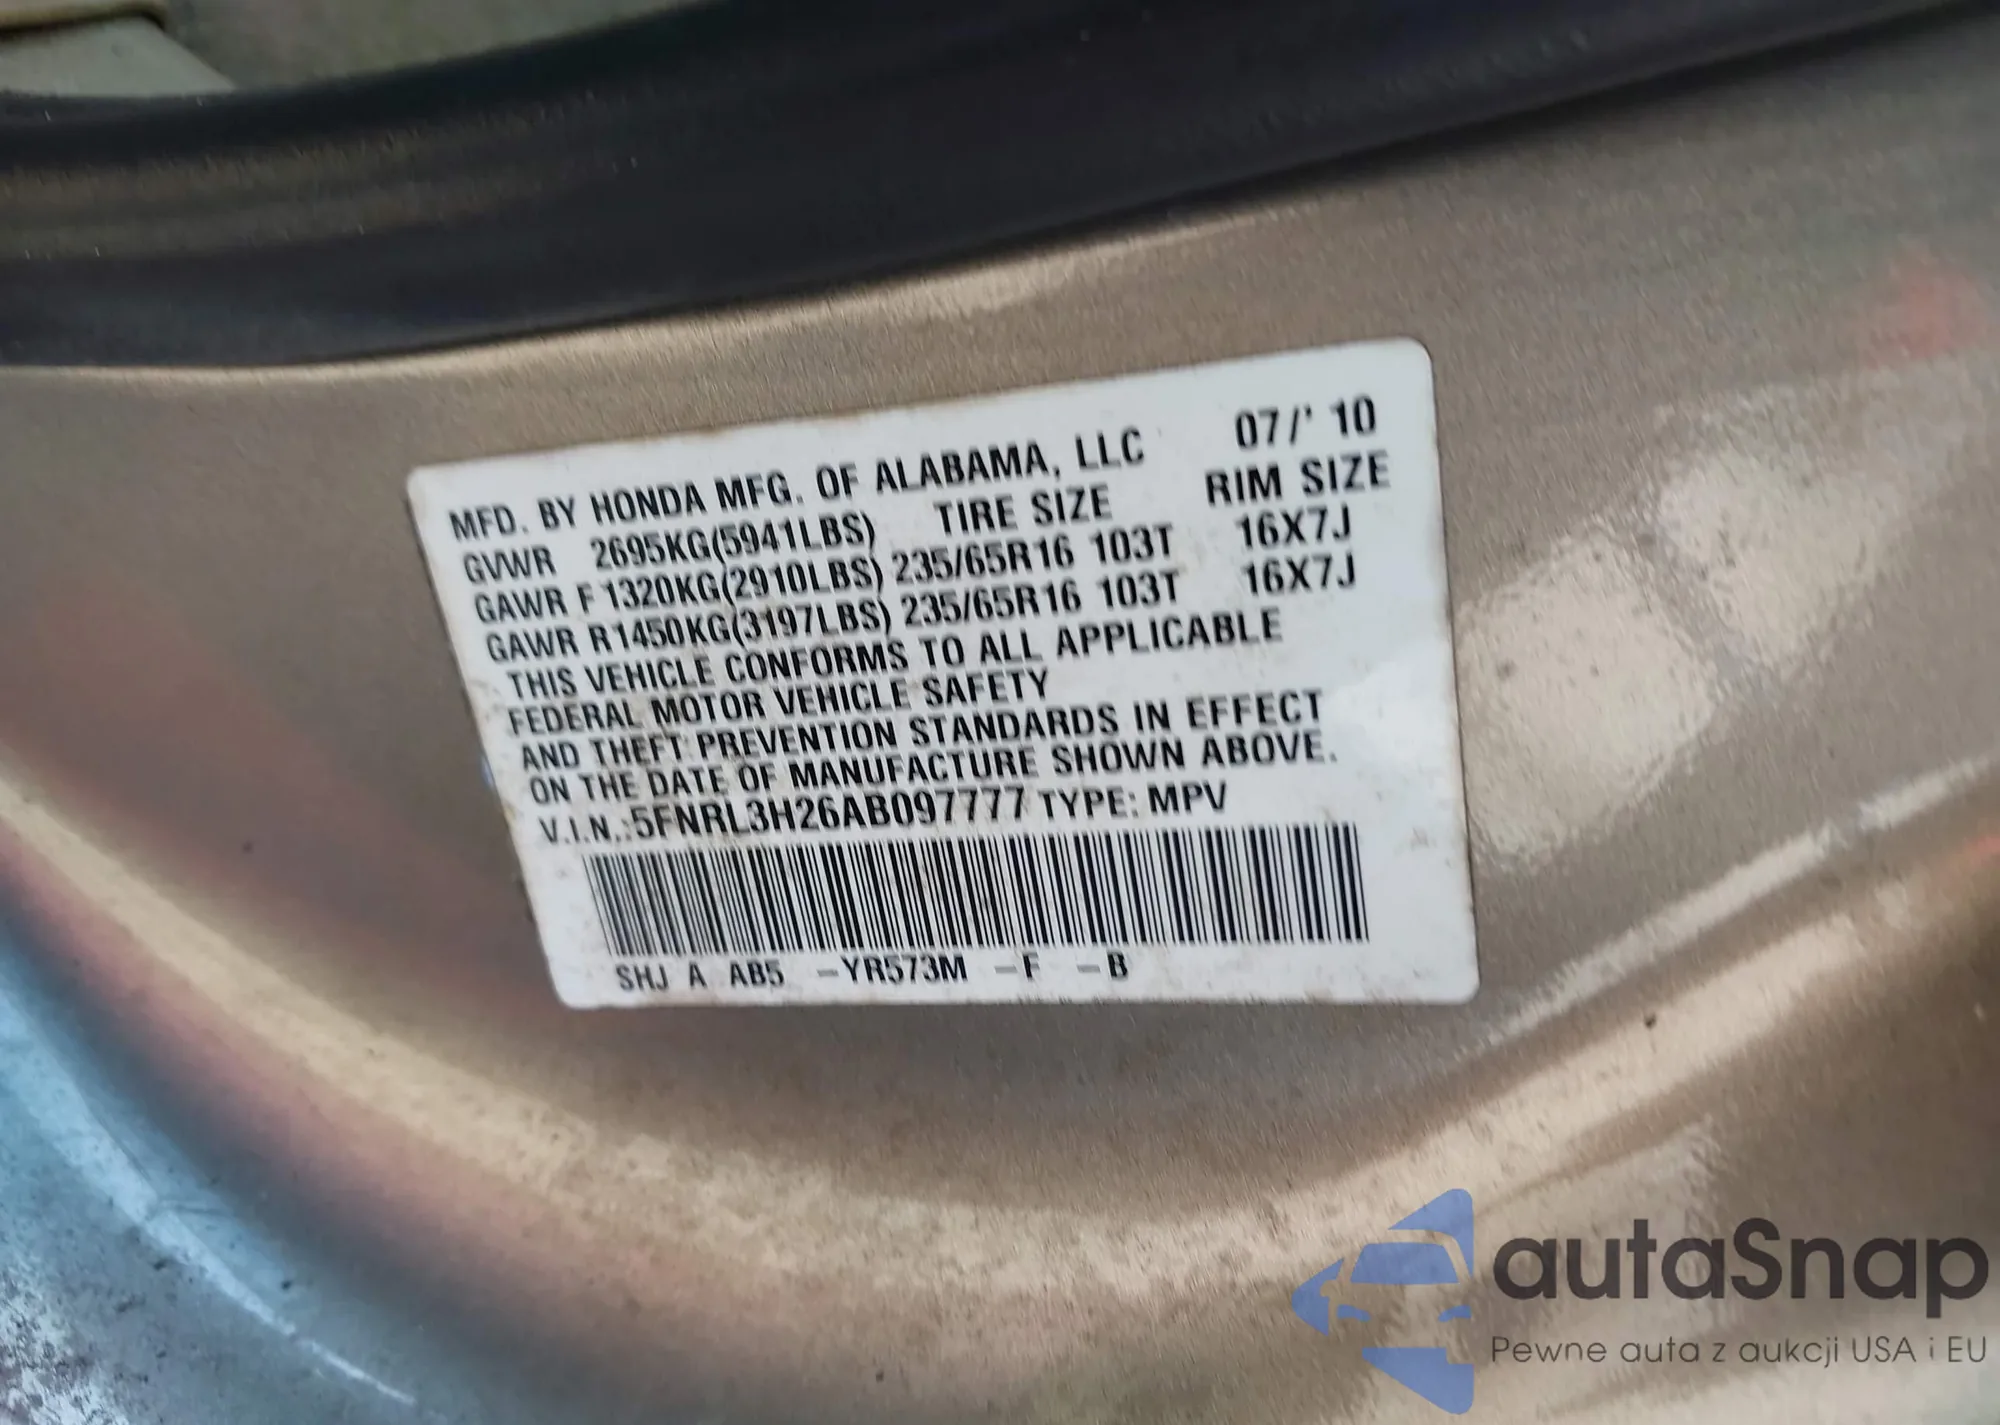 MFD. BY HONDA MFG. OF ALABAMA, LLC 07/' 10
GVWR 2695KG(5941LBS) TIRE SIZE RIM SIZE
GAWR F 1320KG(2910LBS) 235/65R16 103T 16X7J
GAWR R1450KG(3197LBS) 235/65R16 103T 16X7J
THIS VEHICLE CONFORMS TO ALL APPLICABLE
FEDERAL MOTOR VEHICLE SAFETY
AND THEFT PREVENTION STANDARDS IN EFFECT
ON THE DATE OF MANUFACTURE SHOWN ABOVE.
V.I.N.:5FNRL3H26AB097777 TYPE: MPV
SHJ A AB5 -YR573M -F -B
autaSnap
Pewne auta z aukcji USA i EU